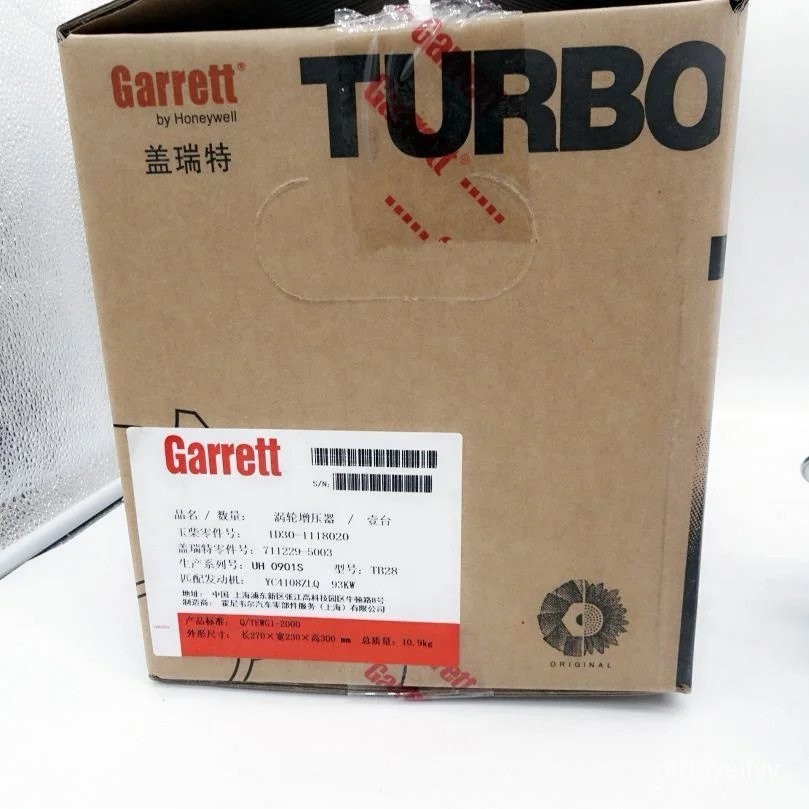 Garrett®
by Honeywell
盖瑞特
TURBO
Garrett
Garrett®
Garrett
S/N:
品名 / 数量: 涡轮增压器 / 壹台
玉柴零件号: 1D30-1118020
盖瑞特零件号: 711229-5003
生产系列号: UH 0901S 型号: TB28
匹配发动机: YC4108ZLQ 93KW
地址: 中国 上海浦东新区张江高科技园区牛顿路8号
制造商: 霍尼韦尔汽车零部件服务(上海)有限公司
产品标准: Q/TEWG1-2000
外形尺寸: 长270×宽230×高300 mm 总质量: 10.9kg
ORIGINAL
Garrett